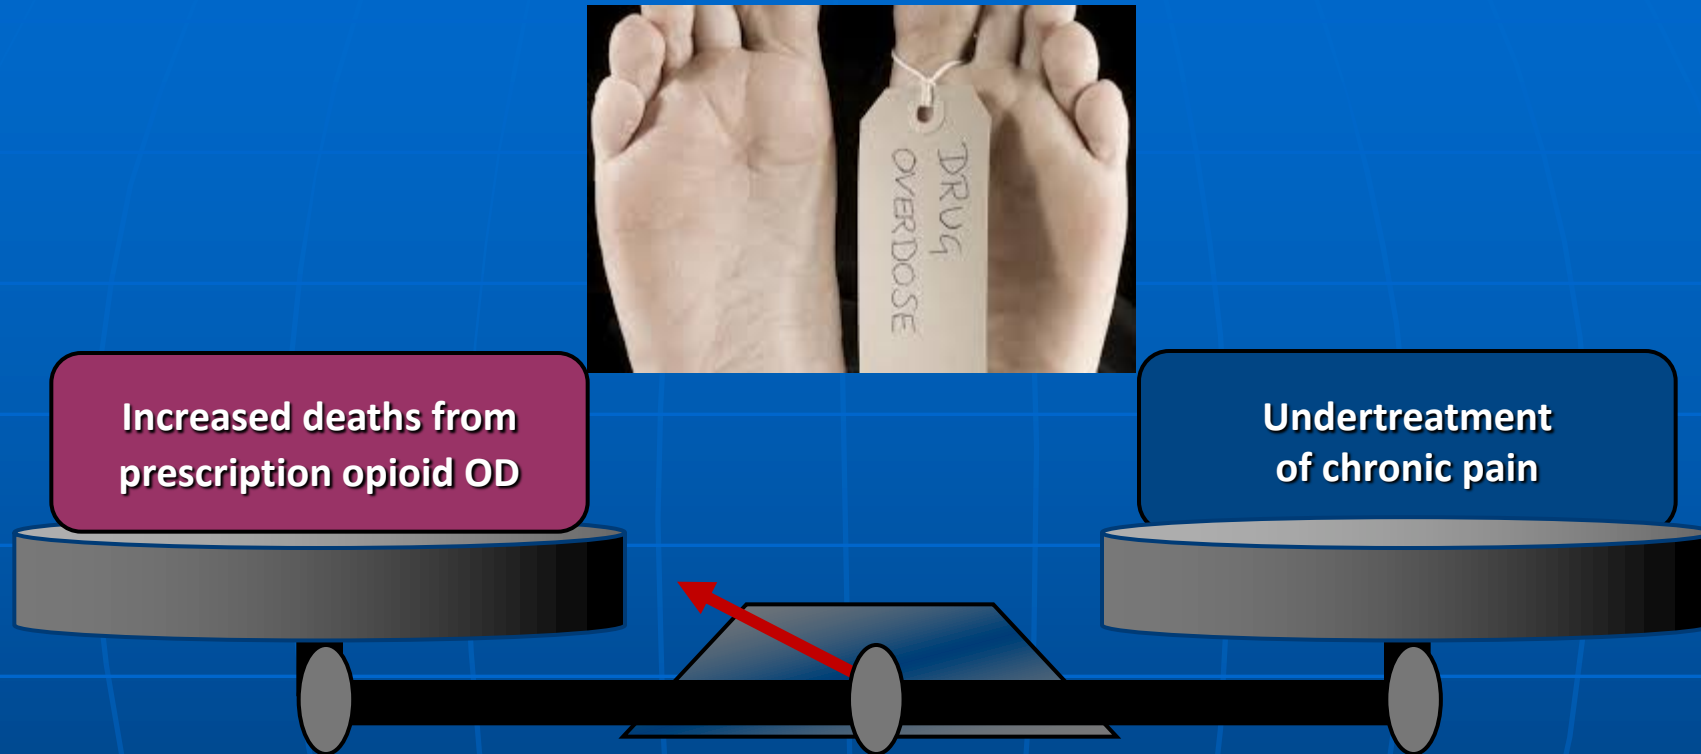 DRUG
OVERDOSE
Increased deaths from
prescription opioid OD
Undertreatment
of chronic pain